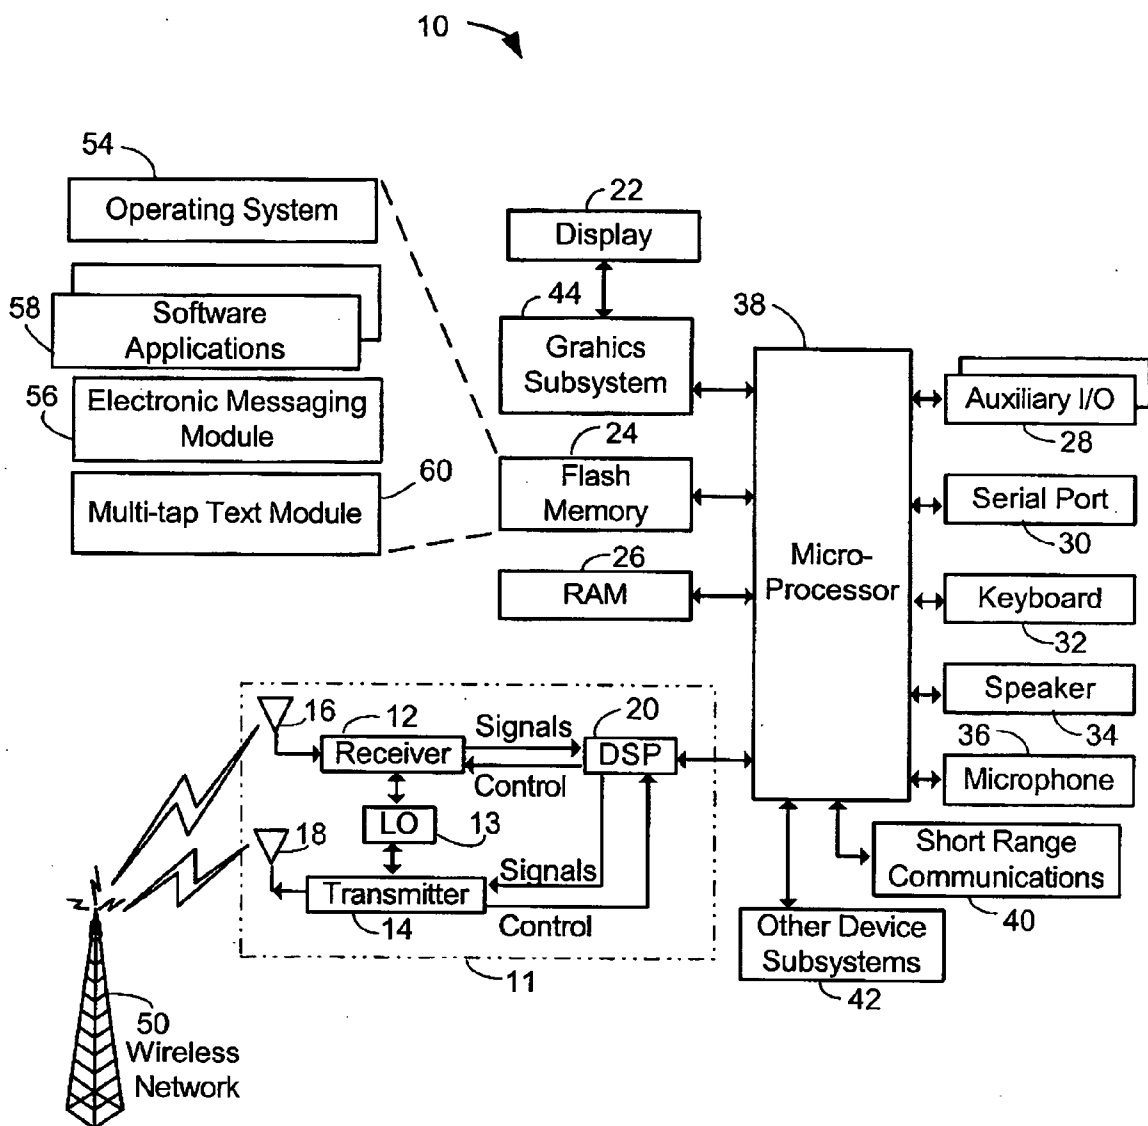 10
54
Operating System
22
Display
58
Software
Applications
44
Grahics
Subsystem
38
56
Electronic Messaging
Module
24
Flash
Memory
Auxiliary I/O
28
60
Multi-tap Text Module
Serial Port
30
26
RAM
Micro-
Processor
Keyboard
32
Speaker
34
36
Microphone
16
12
Receiver
Signals
20
DSP
Control
LO
13
18
Signals
Transmitter
14
Control
11
Short Range
Communications
40
Other Device
Subsystems
42
50
Wireless
Network